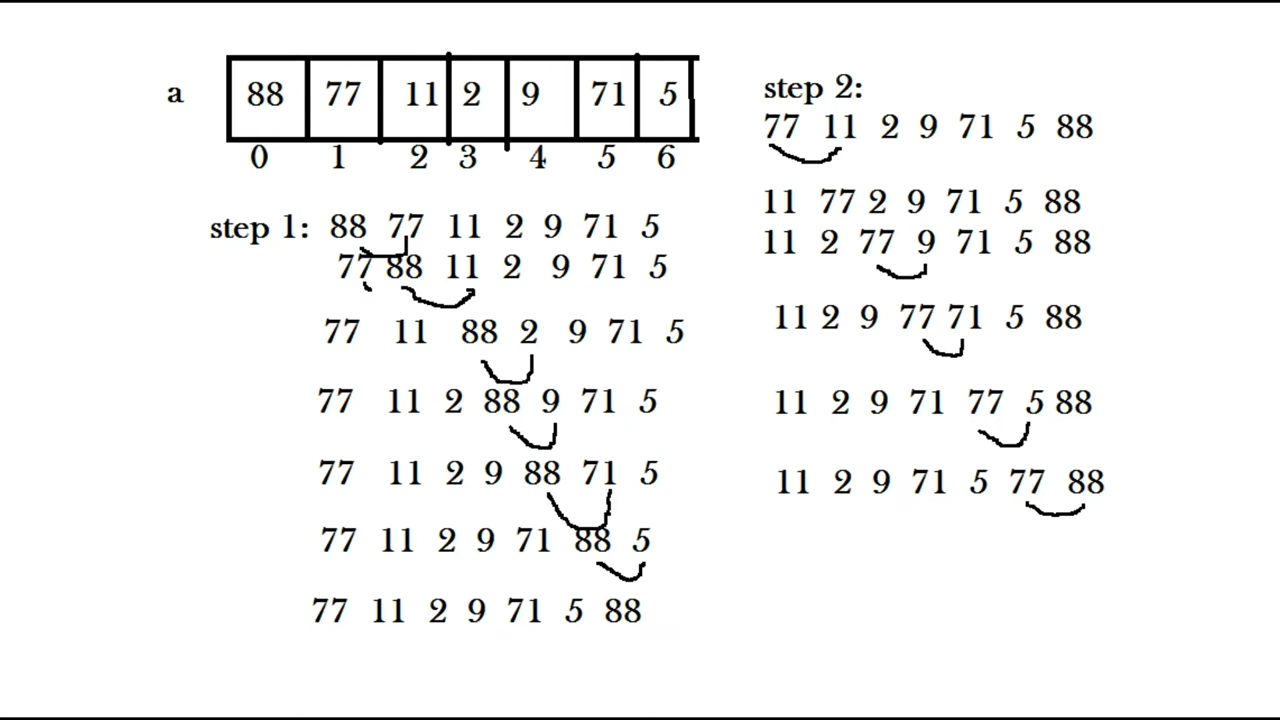 a 88 77 11 2 9 71 5
0 1 2 3 4 5 6
step 1: 88 77 11 2 9 71 5
77 88 11 2 9 71 5
77 11 88 2 9 71 5
77 11 2 88 9 71 5
77 11 2 9 88 71 5
77 11 2 9 71 88 5
77 11 2 9 71 5 88
step 2:
77 11 2 9 71 5 88
11 77 2 9 71 5 88
11 2 77 9 71 5 88
11 2 9 77 71 5 88
11 2 9 71 77 5 88
11 2 9 71 5 77 88